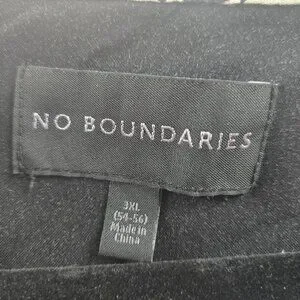 NO BOUNDARIES
3XL
(54-56)
Made in
China